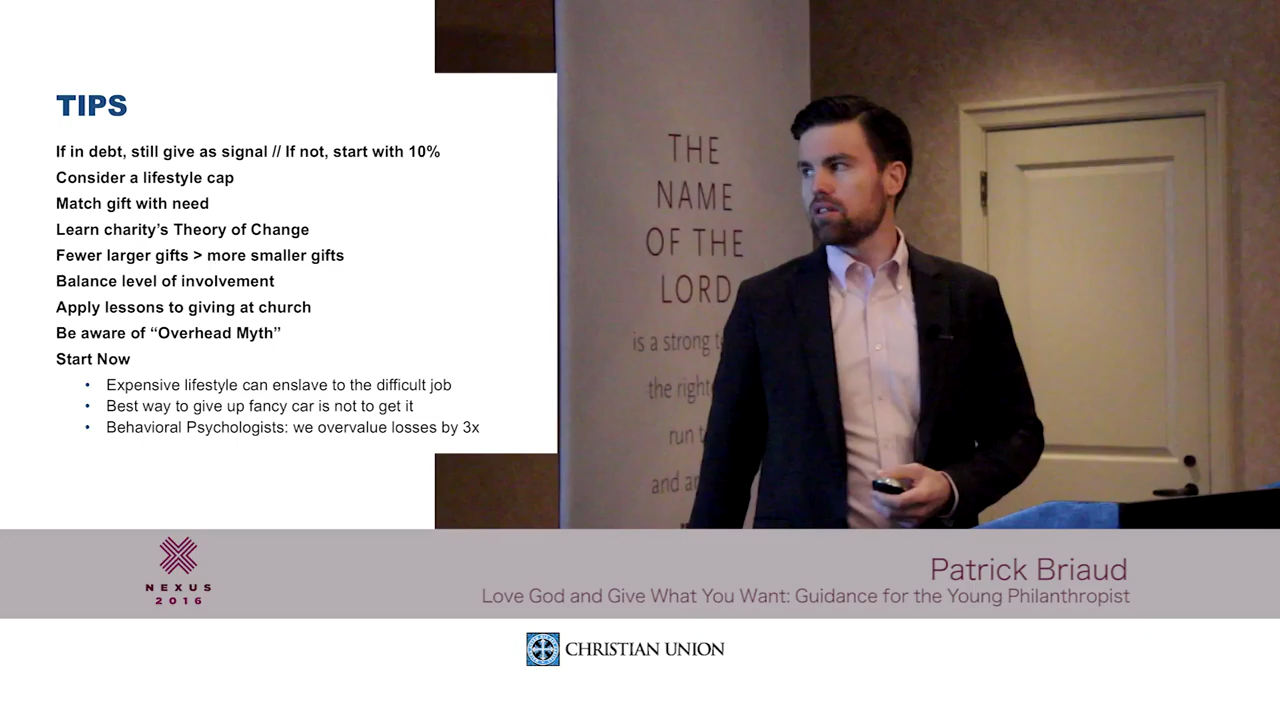 TIPS
If in debt, still give as signal // If not, start with 10%
Consider a lifestyle cap
Match gift with need
Learn charity’s Theory of Change
Fewer larger gifts > more smaller gifts
Balance level of involvement
Apply lessons to giving at church
Be aware of “Overhead Myth”
Start Now
• Expensive lifestyle can enslave to the difficult job
• Best way to give up fancy car is not to get it
• Behavioral Psychologists: we overvalue losses by 3x
THE
NAME
OF THE
LORD
is a strong
the
run
and
NEXUS
2016
Patrick Briaud
Love God and Give What You Want: Guidance for the Young Philanthropist
CHRISTIAN UNION